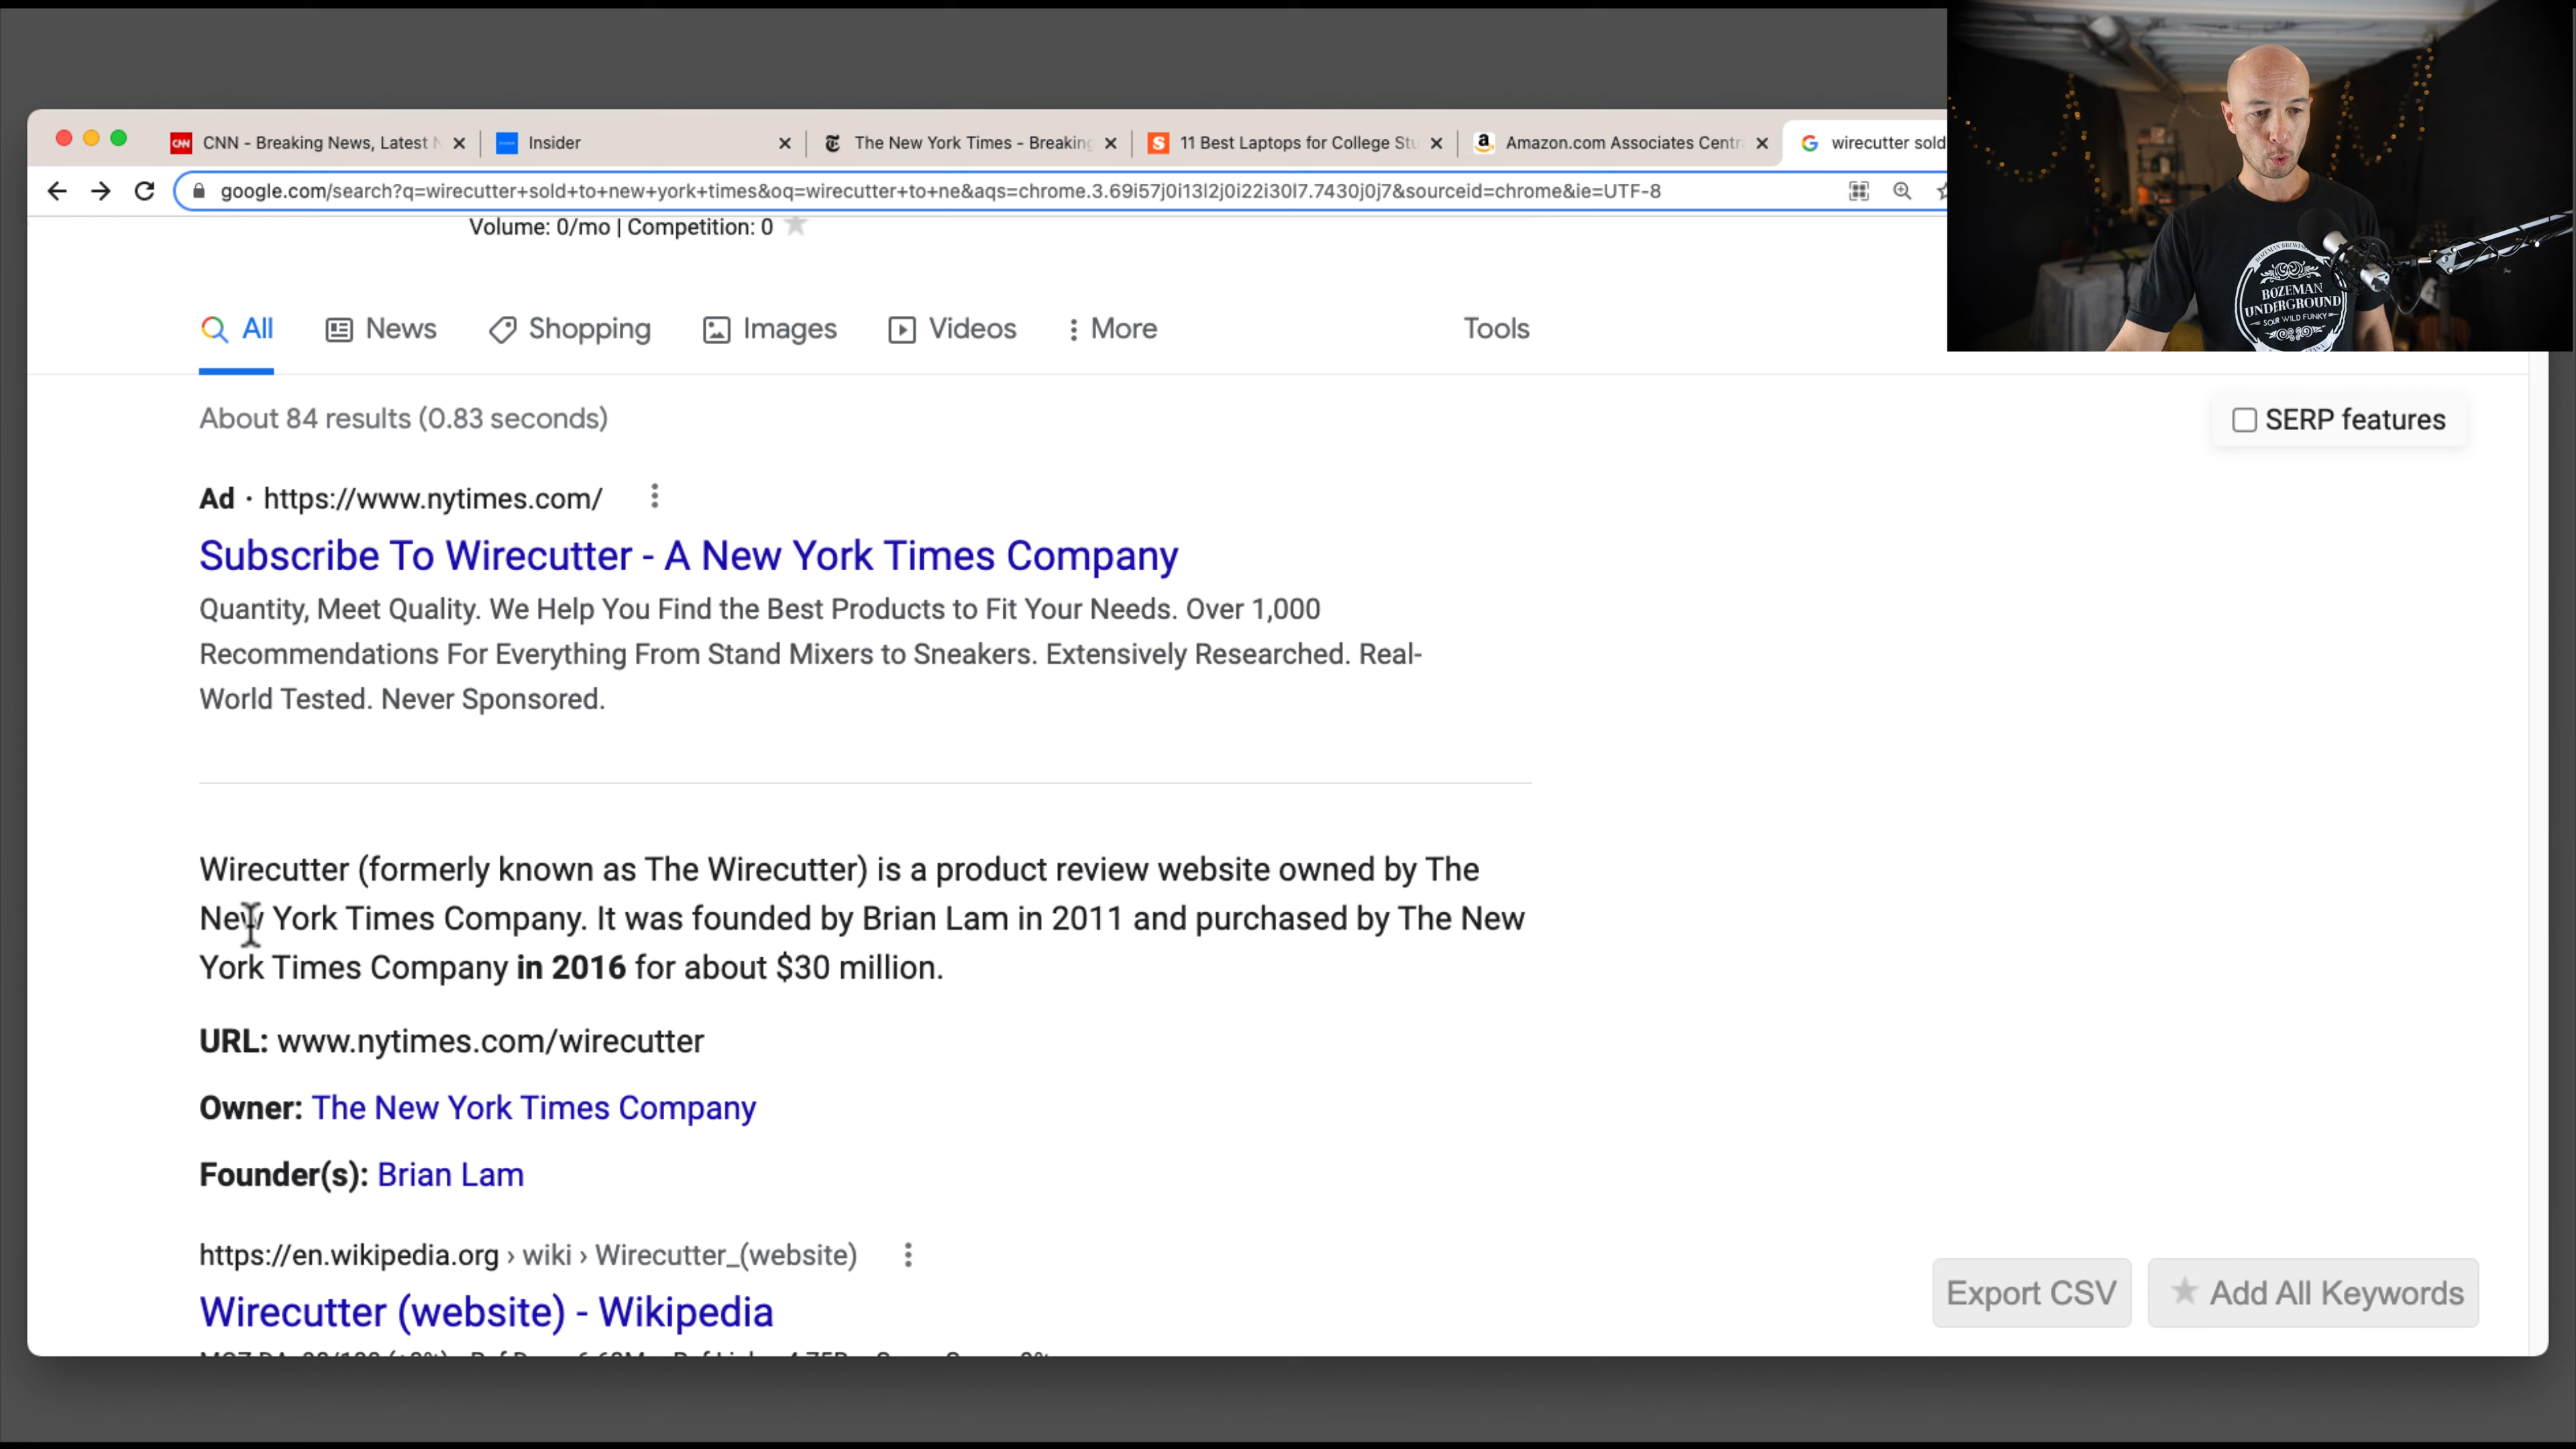 CNN - Breaking News, Latest N
Insider
The New York Times - Breaking
11 Best Laptops for College Stu
Amazon.com Associates Centr
wirecutter sold
google.com/search?q=wirecutter+sold+to+new+york+times&oq=wirecutter+to+ne&aqs=chrome.3.69i57j0i13l2j0i22i30l7.7430j0j7&sourceid=chrome&ie=UTF-8
Volume: 0/mo | Competition: 0
All News Shopping Images Videos More Tools
About 84 results (0.83 seconds)
SERP features
Ad · https://www.nytimes.com/
Subscribe To Wirecutter - A New York Times Company
Quantity, Meet Quality. We Help You Find the Best Products to Fit Your Needs. Over 1,000
Recommendations For Everything From Stand Mixers to Sneakers. Extensively Researched. Real-
World Tested. Never Sponsored.
Wirecutter (formerly known as The Wirecutter) is a product review website owned by The
New York Times Company. It was founded by Brian Lam in 2011 and purchased by The New
York Times Company in 2016 for about $30 million.
URL: www.nytimes.com/wirecutter
Owner: The New York Times Company
Founder(s): Brian Lam
https://en.wikipedia.org › wiki › Wirecutter_(website)
Wirecutter (website) - Wikipedia
Export CSV
Add All Keywords
BOZEMAN
UNDERGROUND
SOUR WILD FUNKY